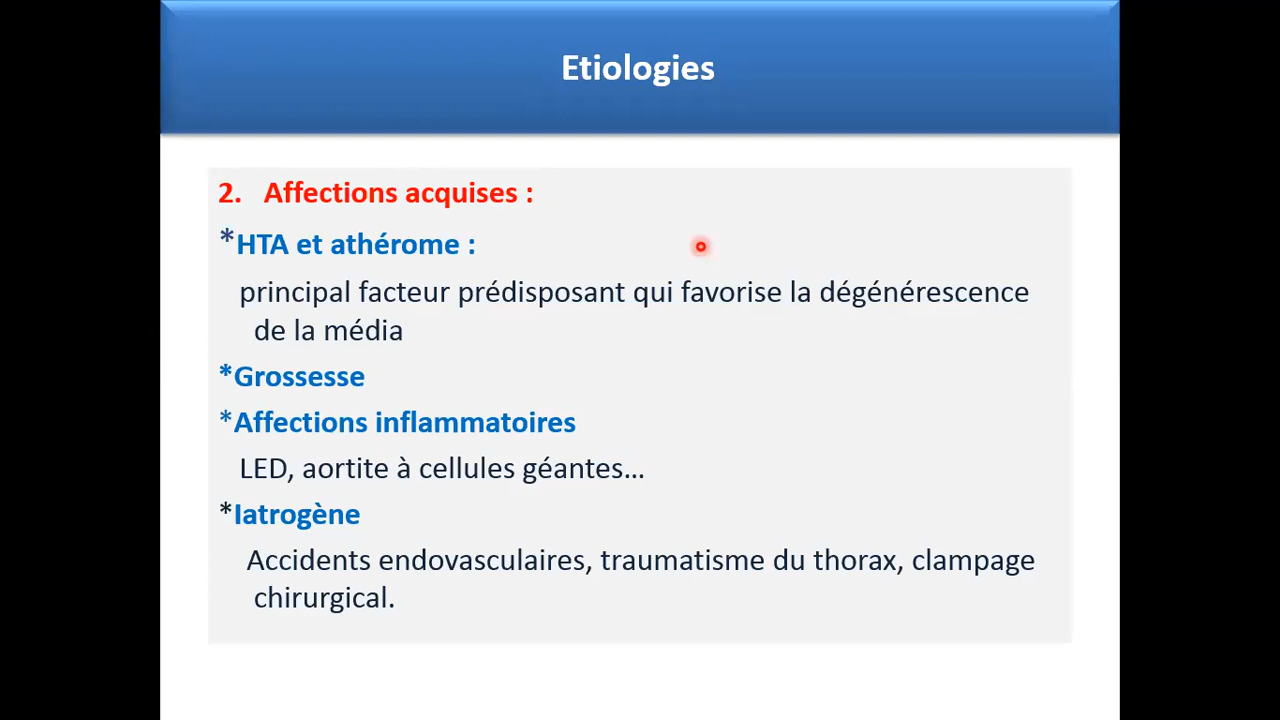 Etiologies
2. Affections acquises :
*HTA et athérome :
principal facteur prédisposant qui favorise la dégénérescence
de la média
*Grossesse
*Affections inflammatoires
LED, aortite à cellules géantes…
*Iatrogène
Accidents endovasculaires, traumatisme du thorax, clampage
chirurgical.